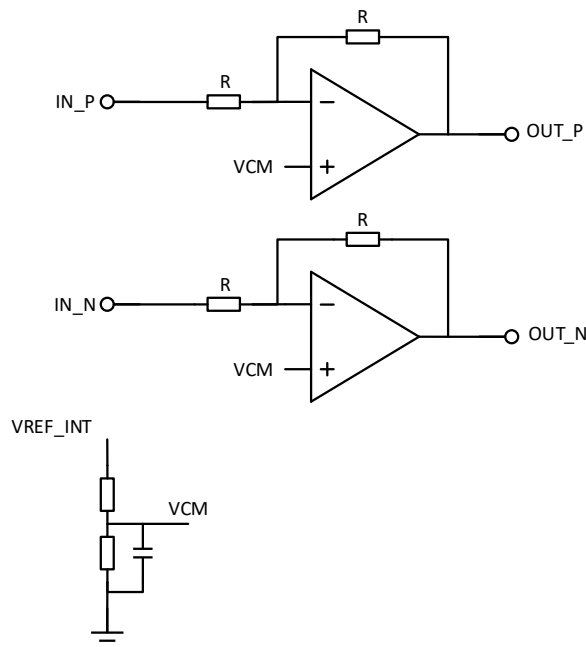 R
R
IN_P
−
OUT_P
VCM
+
R
R
IN_N
−
OUT_N
VCM
+
VREF_INT
VCM